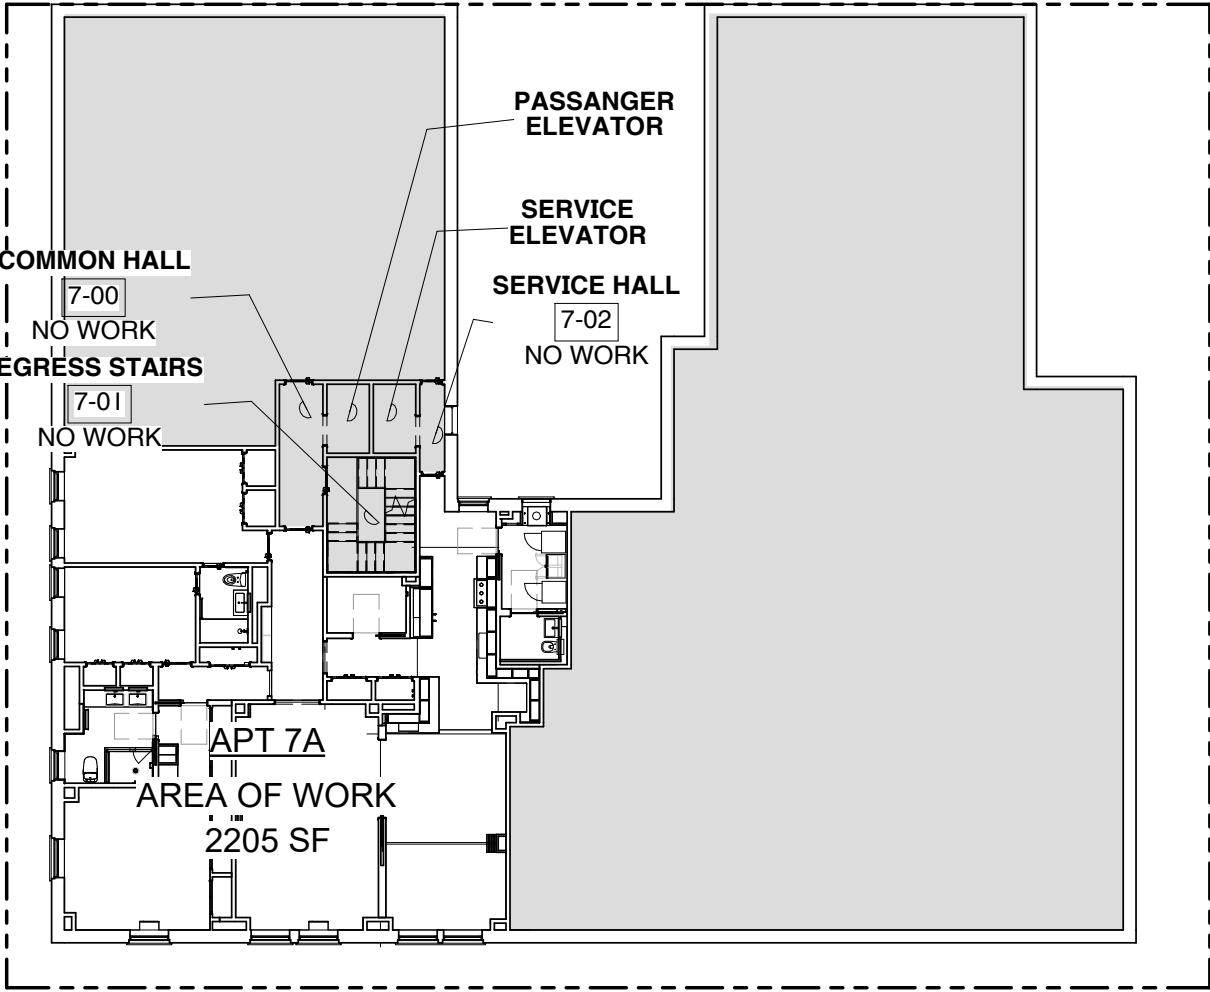 PASSANGER
ELEVATOR
SERVICE
ELEVATOR
COMMON HALL
7-00
NO WORK
SERVICE HALL
7-02
NO WORK
EGRESS STAIRS
7-01
NO WORK
APT 7A
AREA OF WORK
2205 SF